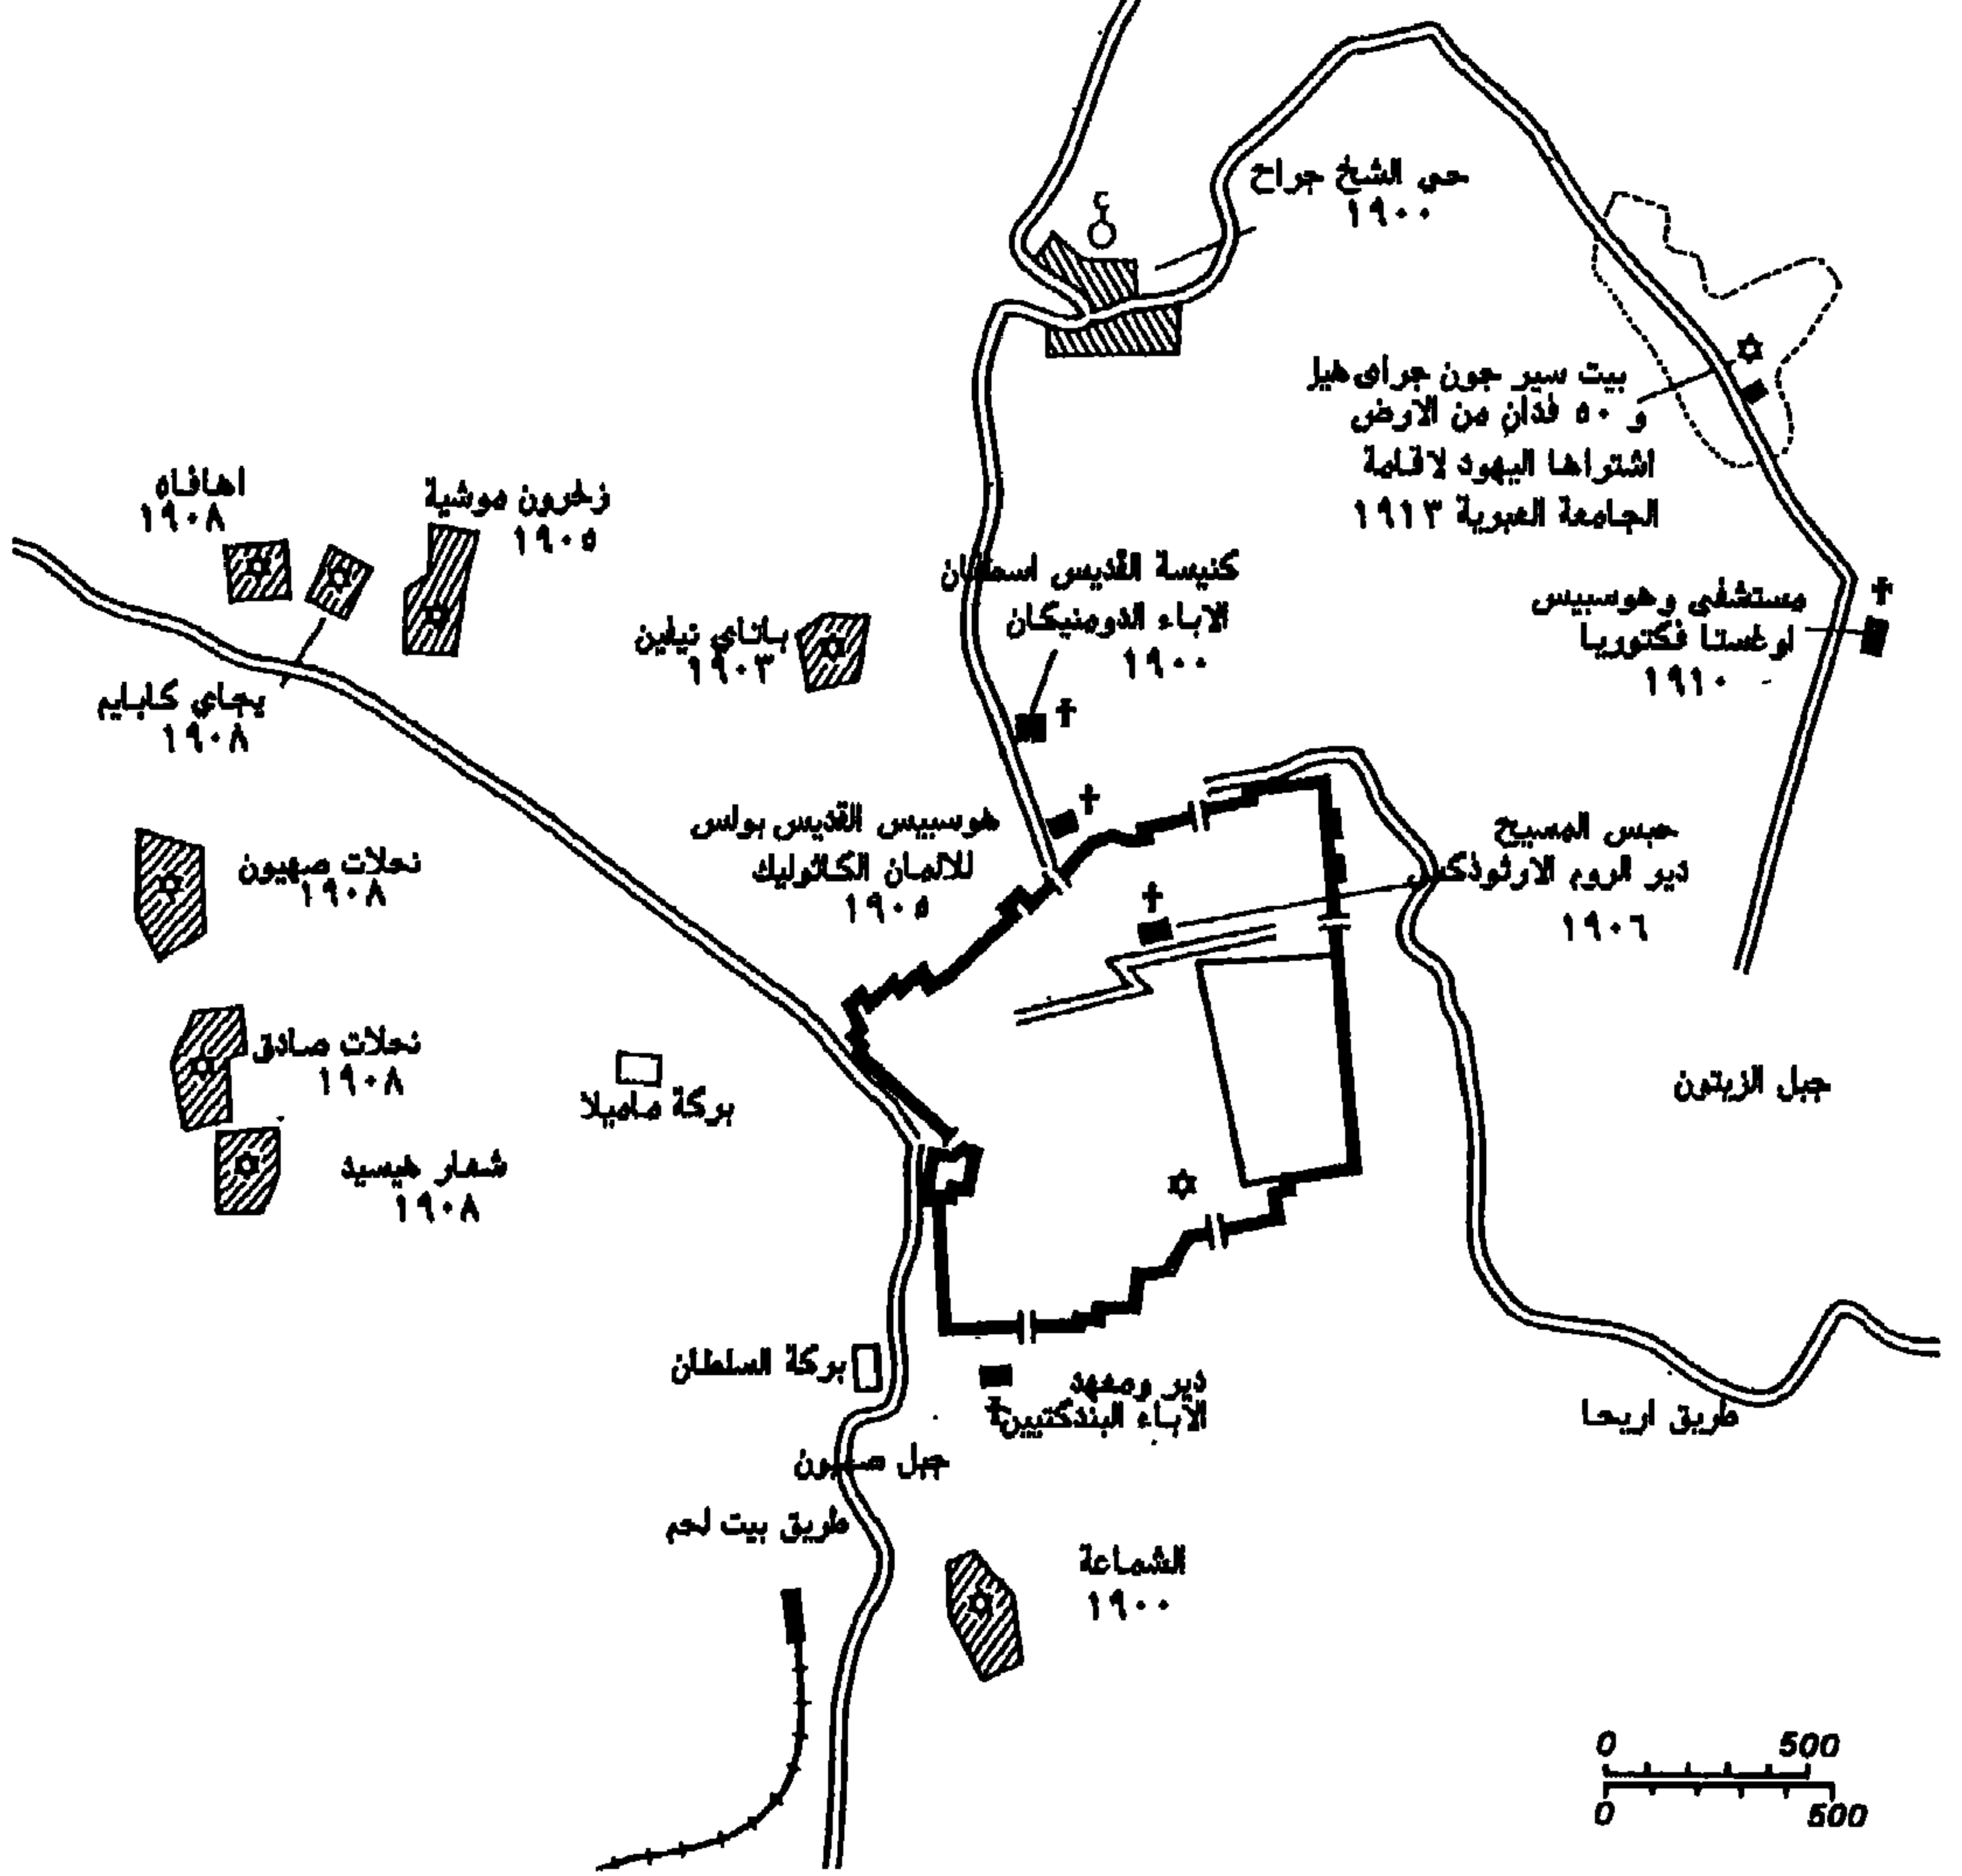 حي الشيخ جراح
١٩٠٠
بيت سير جون جراى هيل
و ٥٠ فدان من الارض
اشتراها اليهود لاقامة
الجامعة العبرية ١٩١٣
اهافاه
١٩٠٨
زخرون موشية
١٩٠٥
كنيسة القديس اسطفان
الاباء الدومنيكان
١٩٠٠
مستشفى وهوسبيس
اوغستا فكتوريا
١٩١٠
باتاي نيلين
١٩٠٣
يجاي كلبايم
١٩٠٨
هوسبيس القديس بولس
للالمان الكاثوليك
١٩٠٥
حبس المسيح
دير الروم الارثوذكس
١٩٠٦
نحلات صهيون
١٩٠٨
نحلات صادق
١٩٠٨
بركة ماميلا
جبل الزيتون
شعار هيسيد
١٩٠٨
بركة السلطان
دير ومعهد
الآباء البندكتيين
طريق اريحا
جبل صهيون
طريق بيت لحم
الشماعة
١٩٠٠
0 500
0 500